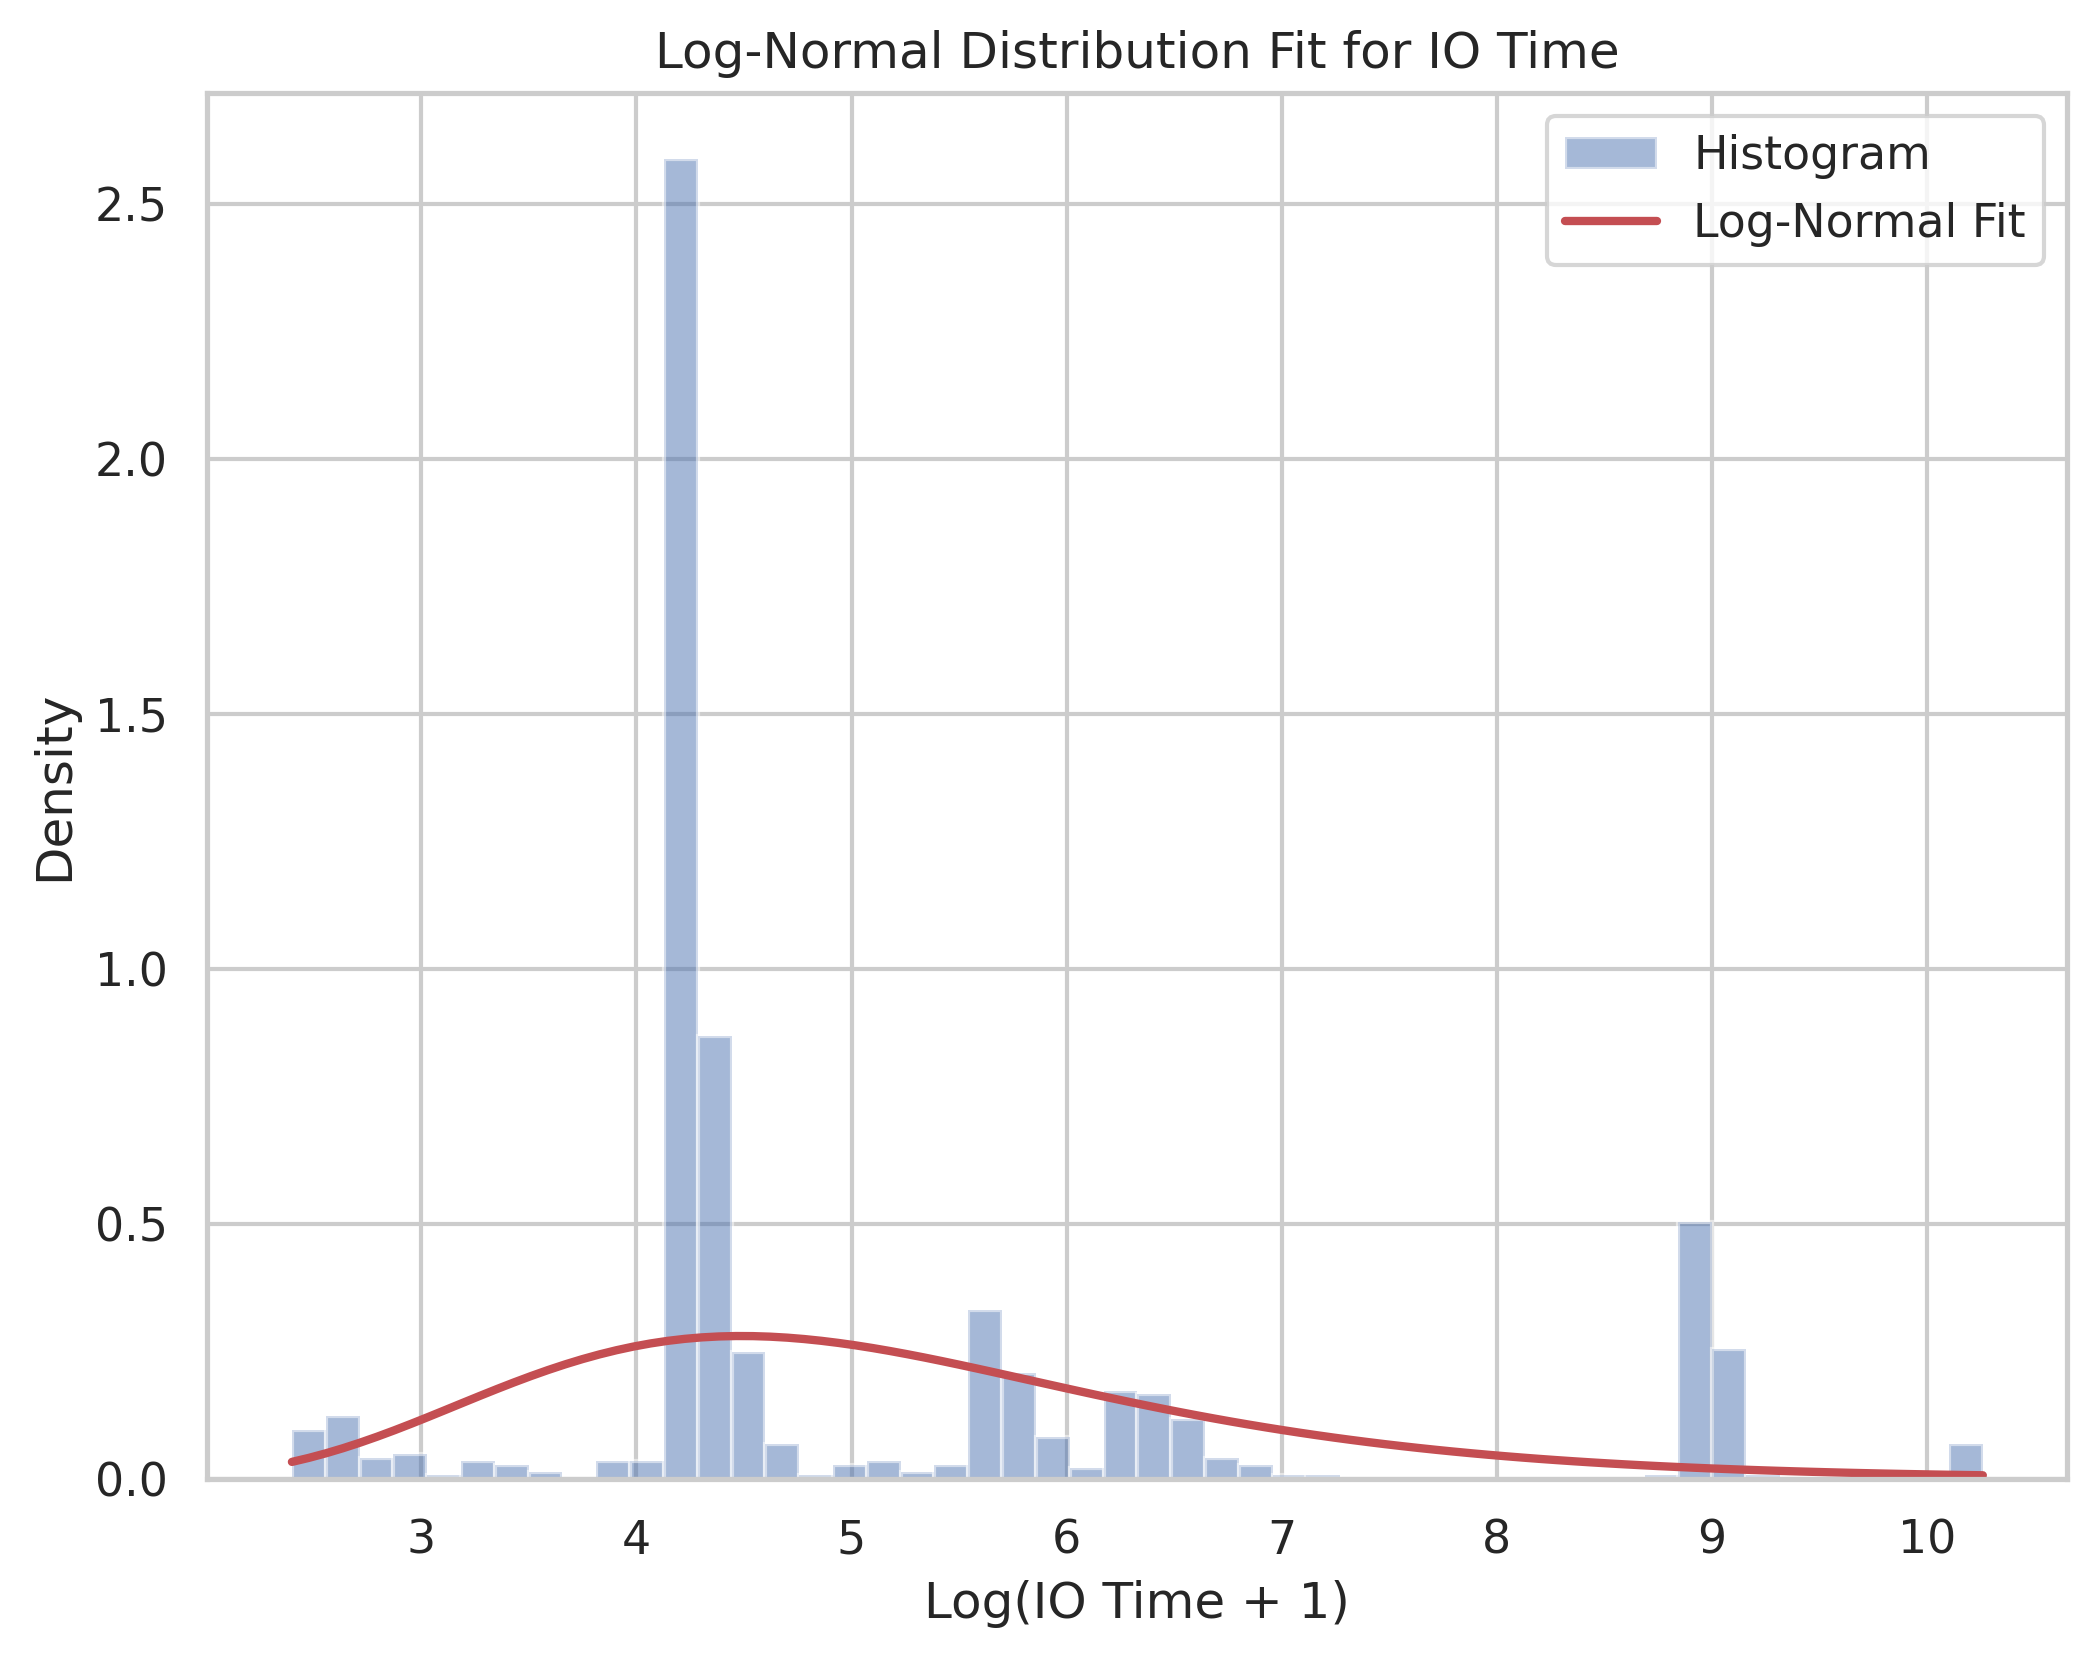 Log-Normal Distribution Fit for IO Time
Histogram
Log-Normal Fit
Density
2.5
2.0
1.5
1.0
0.5
0.0
3 4 5 6 7 8 9 10
Log(IO Time + 1)